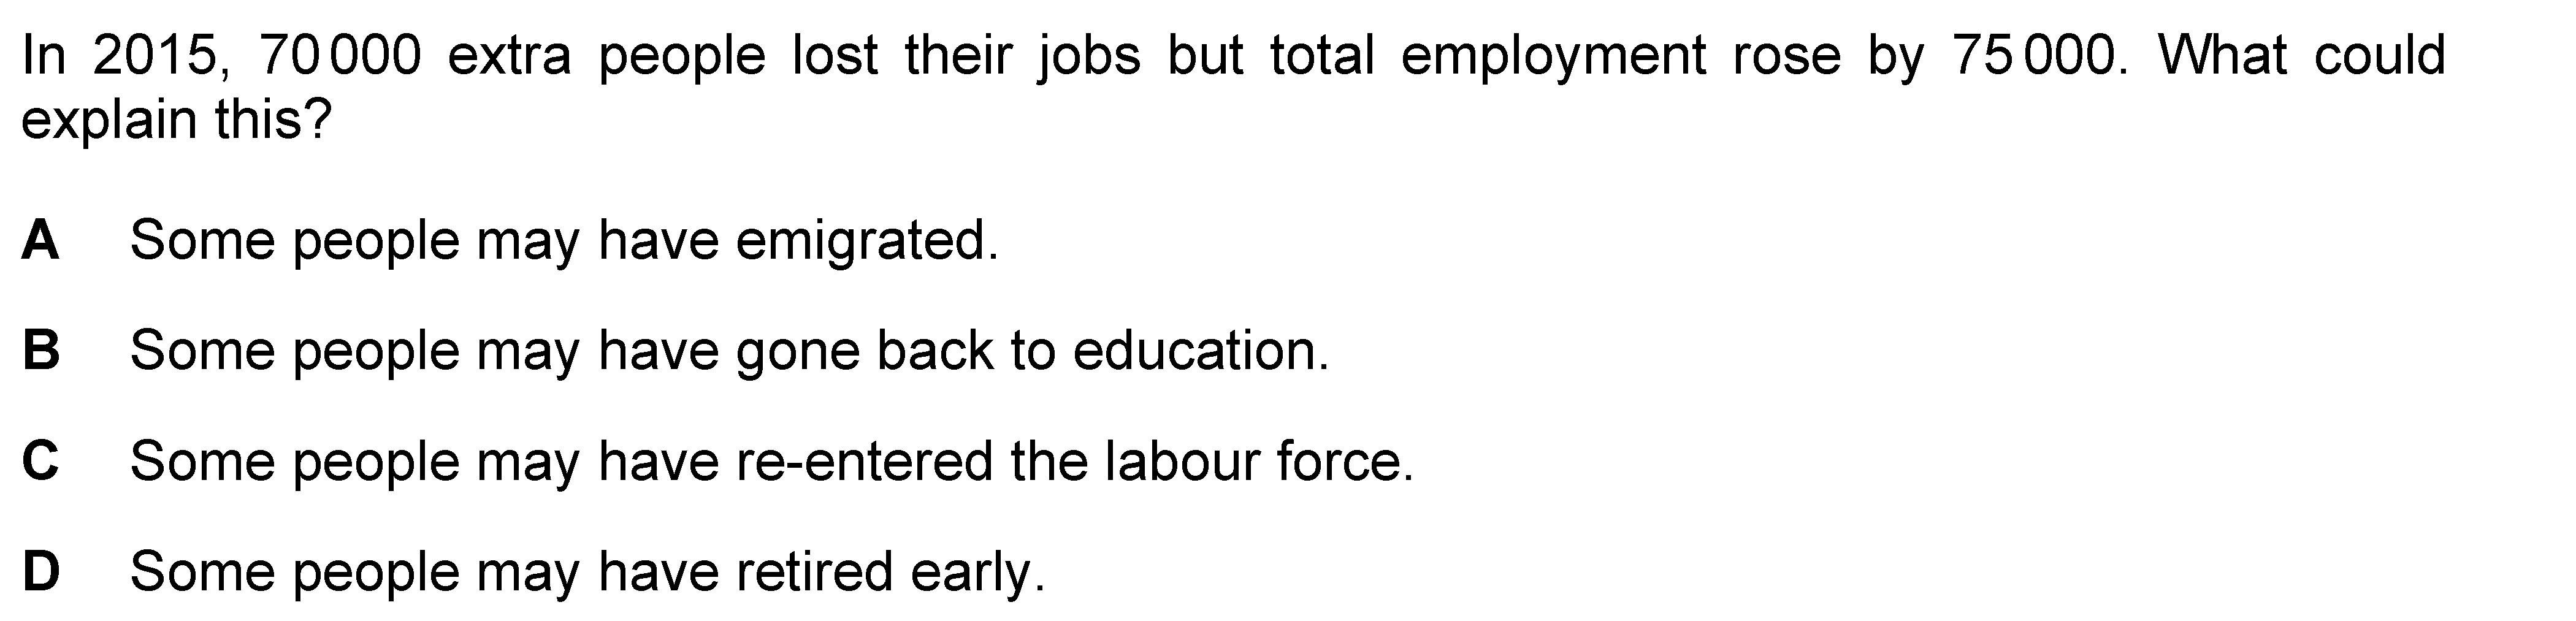 In 2015, 70 000 extra people lost their jobs but total employment rose by 75 000. What could
explain this?
A Some people may have emigrated.
B Some people may have gone back to education.
C Some people may have re-entered the labour force.
D Some people may have retired early.